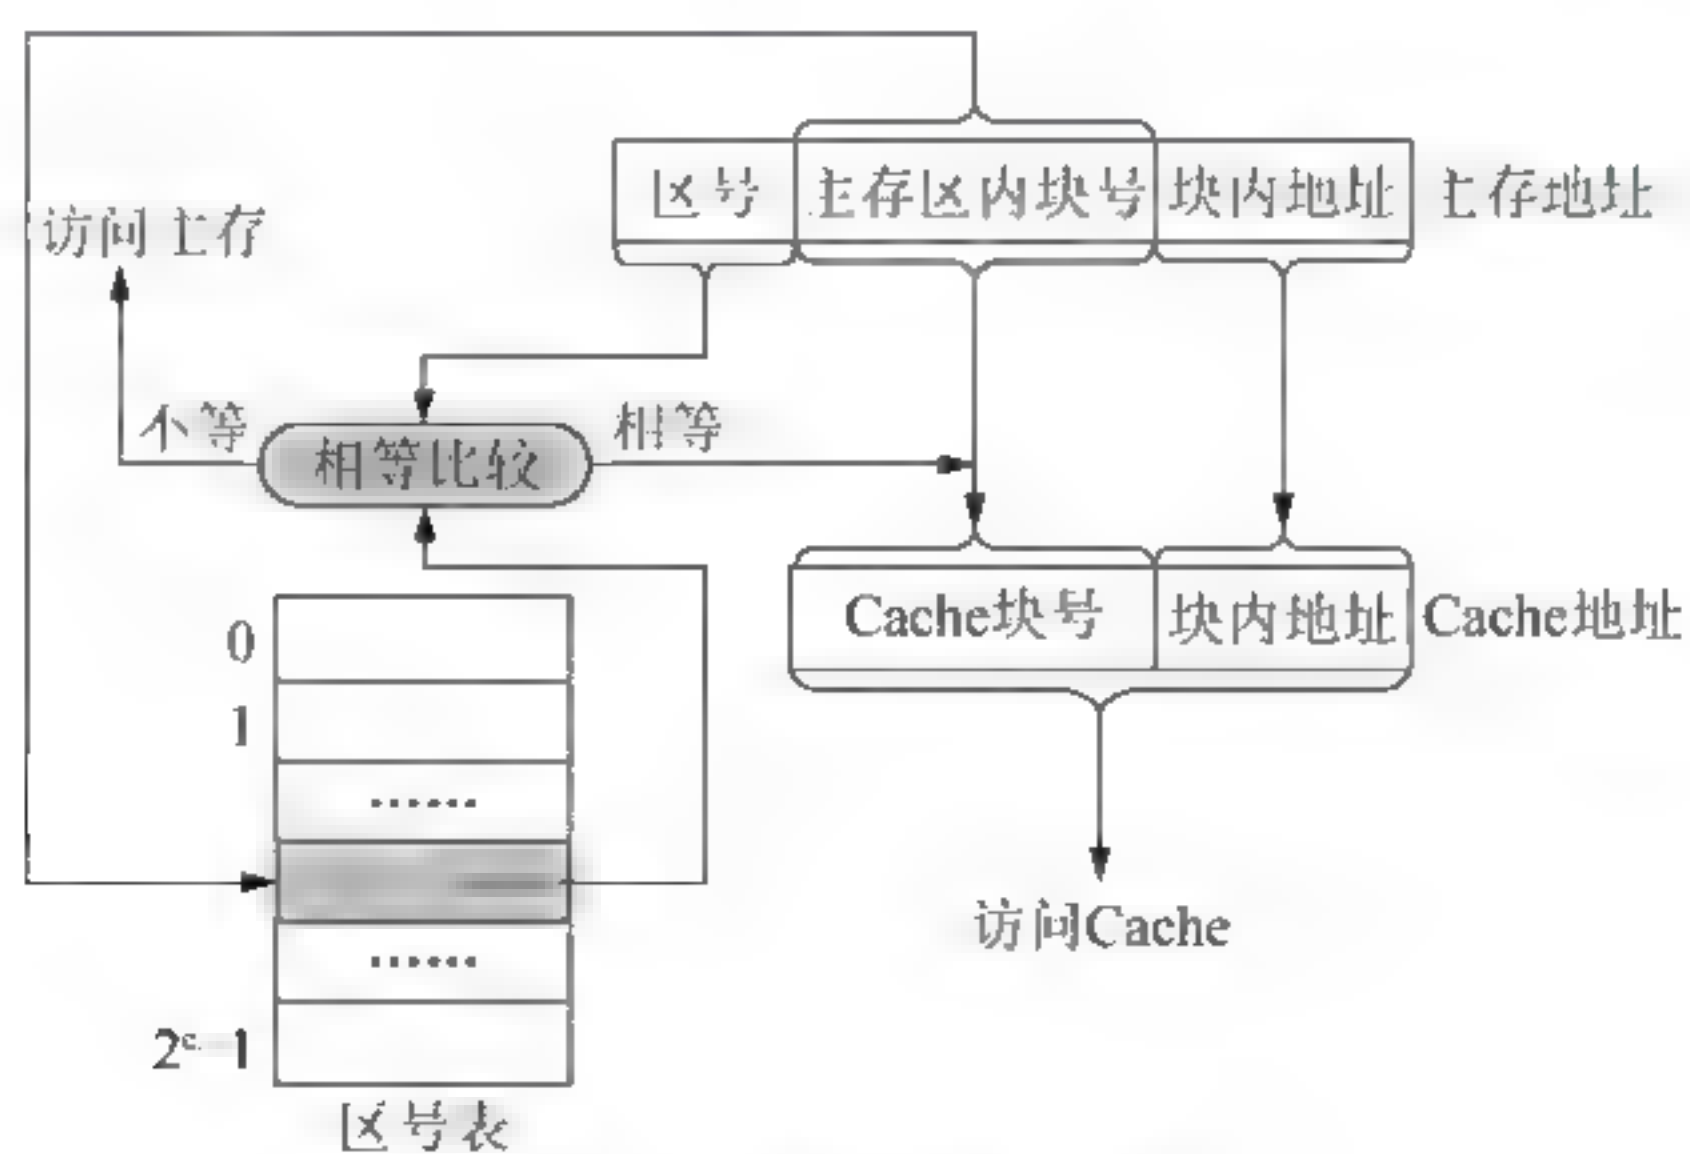 区号 主存区内块号 块内地址 主存地址
访问主存
不等 相等比较 相等
Cache块号 块内地址 Cache地址
0
1
……
访问Cache
……
2ᶜ-1
区号表